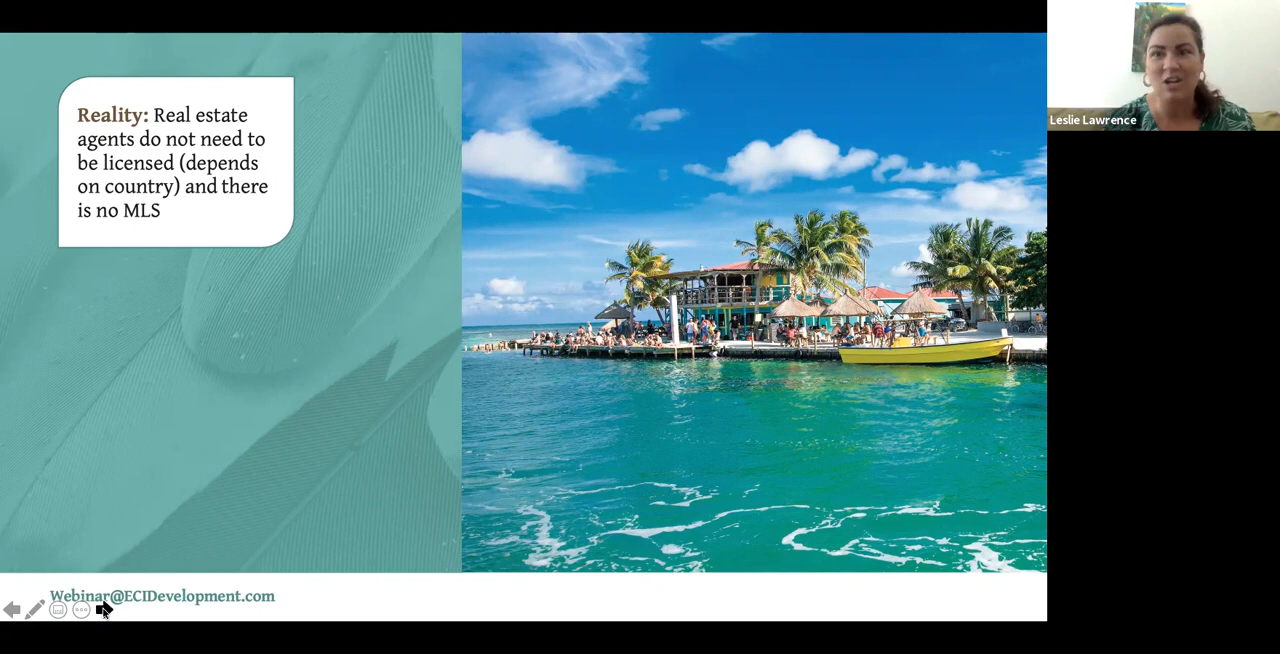 Reality: Real estate
agents do not need to
be licensed (depends
on country) and there
is no MLS
Leslie Lawrence
Webinar@ECIDevelopment.com